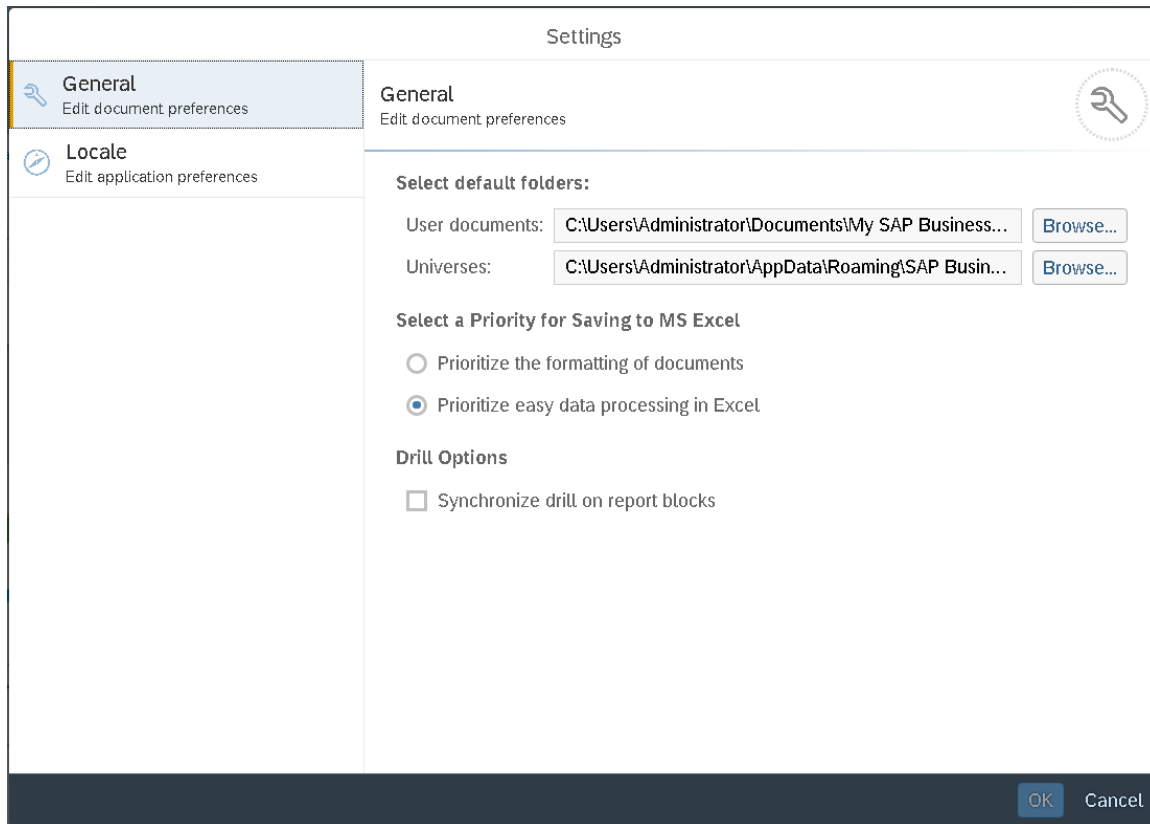 Settings
General
Edit document preferences
Locale
Edit application preferences
General
Edit document preferences
Select default folders:
User documents: C:\Users\Administrator\Documents\My SAP Business... Browse...
Universes: C:\Users\Administrator\AppData\Roaming\SAP Busin... Browse...
Select a Priority for Saving to MS Excel
Prioritize the formatting of documents
Prioritize easy data processing in Excel
Drill Options
Synchronize drill on report blocks
OK Cancel